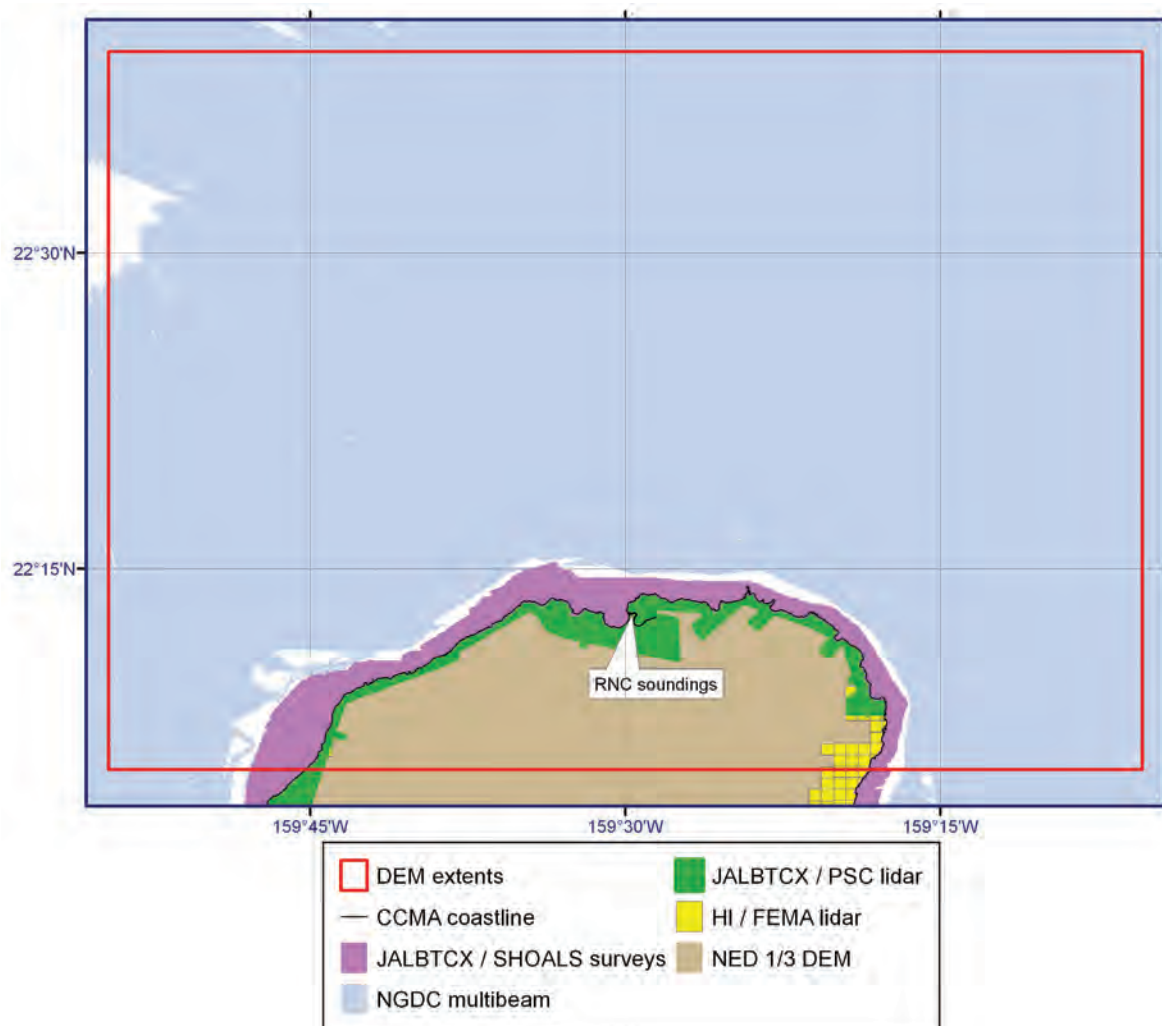 22°30'N
22°15'N
RNC soundings
159°45'W
159°30'W
159°15'W
DEM extents
CCMA coastline
JALBTCX / SHOALS surveys
NGDC multibeam
JALBTCX / PSC lidar
HI / FEMA lidar
NED 1/3 DEM